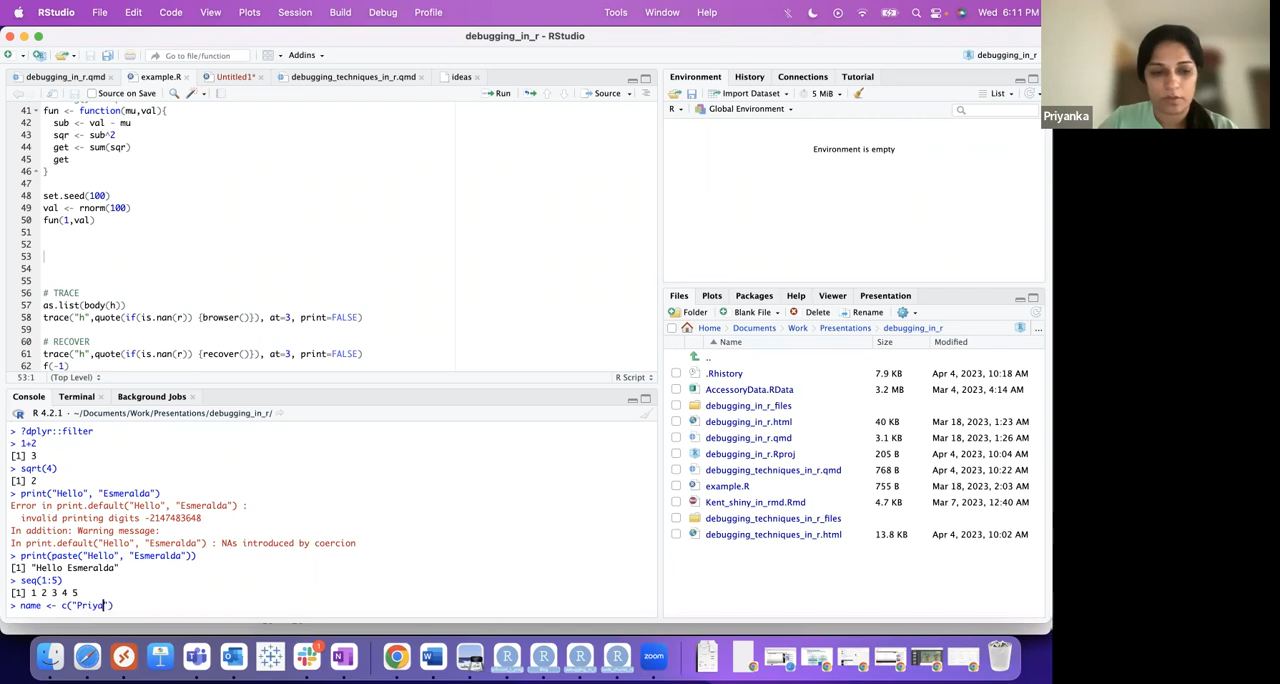 RStudio File Edit Code View Plots Session Build Debug Profile Tools Window Help Wed 6:11 PM
debugging_in_r - RStudio
Go to file/function Addins debugging_in_r
debugging_in_r.qmd example.R Untitled1* debugging_techniques_in_r.qmd ideas
Source on Save Run Source
41 fun <- function(mu,val){
42 sub <- val - mu
43 sqr <- sub^2
44 get <- sum(sqr)
45 get
46 }
47
48 set.seed(100)
49 val <- rnorm(100)
50 fun(1,val)
51
52
53
54
55
56 # TRACE
57 as.list(body(h))
58 trace("h",quote(if(is.nan(r)) {browser()}), at=3, print=FALSE)
59
60 # RECOVER
61 trace("h",quote(if(is.nan(r)) {recover()}), at=3, print=FALSE)
62 f(-1)
53:1 (Top Level) R Script
Console Terminal Background Jobs
R 4.2.1 · ~/Documents/Work/Presentations/debugging_in_r/
> ?dplyr::filter
> 1+2
[1] 3
> sqrt(4)
[1] 2
> print("Hello", "Esmeralda")
Error in print.default("Hello", "Esmeralda") :
invalid printing digits -2147483648
In addition: Warning message:
In print.default("Hello", "Esmeralda") : NAs introduced by coercion
> print(paste("Hello", "Esmeralda"))
[1] "Hello Esmeralda"
> seq(1:5)
[1] 1 2 3 4 5
> name <- c("Priya")
Environment History Connections Tutorial
Import Dataset 5 MiB List
R Global Environment
Environment is empty
Files Plots Packages Help Viewer Presentation
Folder Blank File Delete Rename
Home Documents Work Presentations debugging_in_r
Name Size Modified
..
.Rhistory 7.9 KB Apr 4, 2023, 10:18 AM
AccessoryData.RData 3.2 MB Mar 4, 2023, 4:14 AM
debugging_in_r_files
debugging_in_r.html 40 KB Mar 18, 2023, 1:23 AM
debugging_in_r.qmd 3.1 KB Mar 18, 2023, 1:26 AM
debugging_in_r.Rproj 205 B Apr 4, 2023, 10:04 AM
debugging_techniques_in_r.qmd 768 B Apr 4, 2023, 10:22 AM
example.R 755 B Mar 18, 2023, 2:03 AM
Kent_shiny_in_rmd.Rmd 4.7 KB Mar 7, 2023, 12:40 AM
debugging_techniques_in_r_files
debugging_techniques_in_r.html 13.8 KB Apr 4, 2023, 10:02 AM
Priyanka
zoom